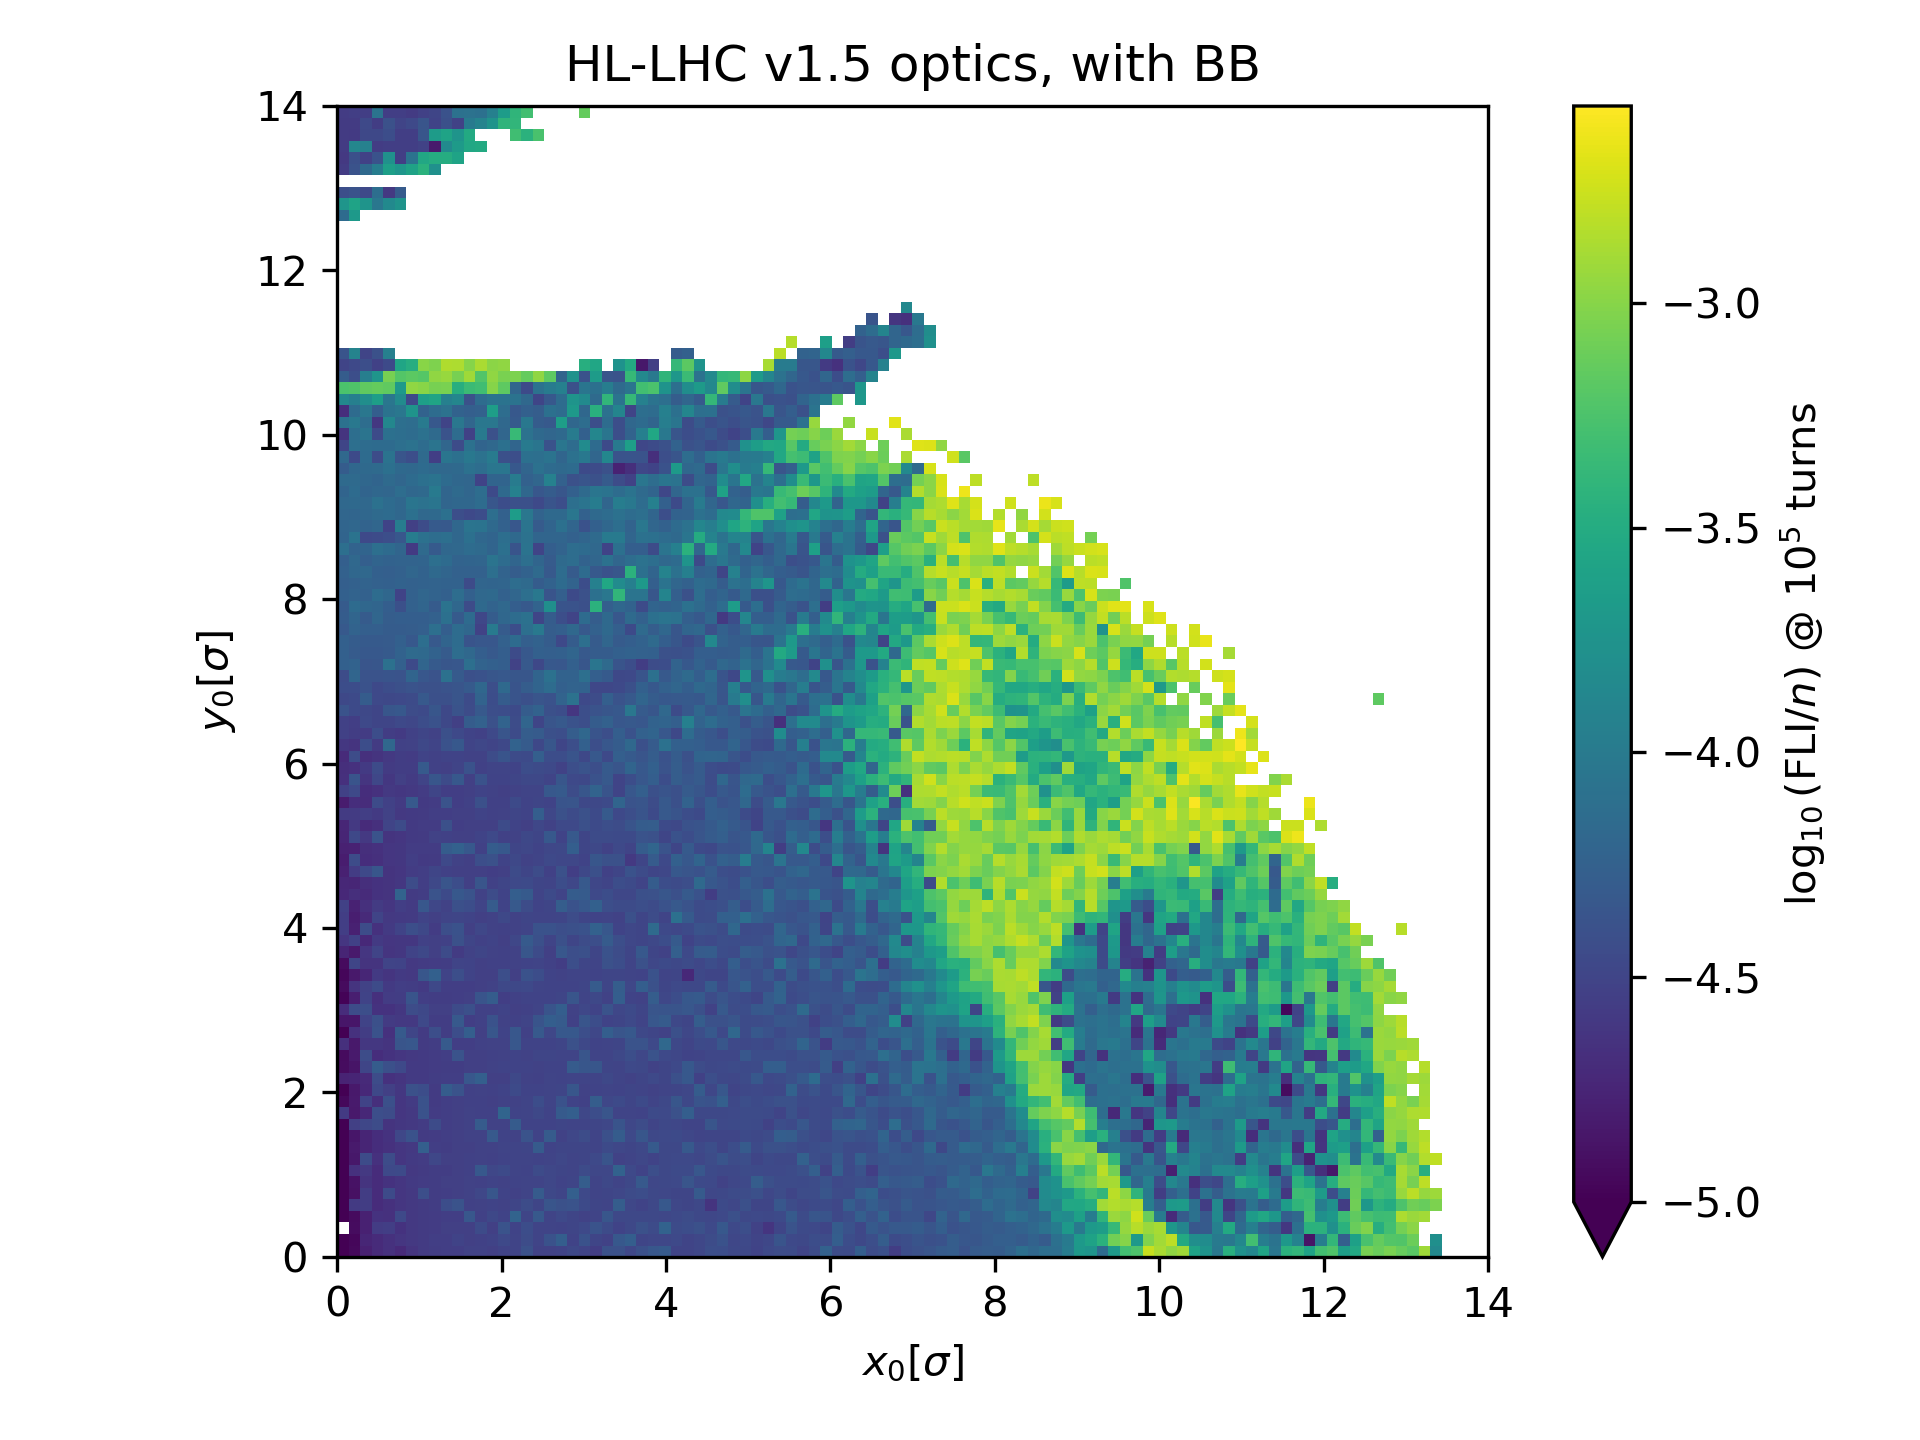 HL-LHC v1.5 optics, with BB
14
12
10
8
6
4
2
0
y₀[σ]
0 2 4 6 8 10 12 14
x₀[σ]
−3.0
−3.5
−4.0
−4.5
−5.0
log₁₀(FLI/n) @ 10⁵ turns